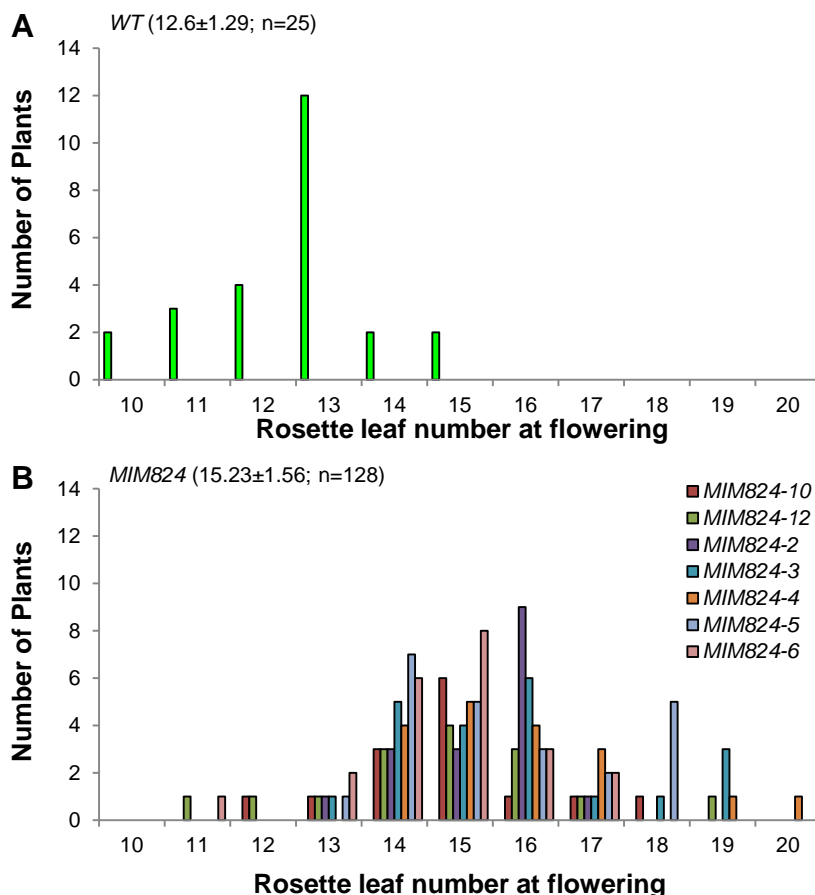 A
WT (12.6±1.29; n=25)
Number of Plants
14
12
10
8
6
4
2
0
10 11 12 13 14 15 16 17 18 19 20
Rosette leaf number at flowering
B
MIM824 (15.23±1.56; n=128)
Number of Plants
14
12
10
8
6
4
2
0
MIM824-10
MIM824-12
MIM824-2
MIM824-3
MIM824-4
MIM824-5
MIM824-6
10 11 12 13 14 15 16 17 18 19 20
Rosette leaf number at flowering